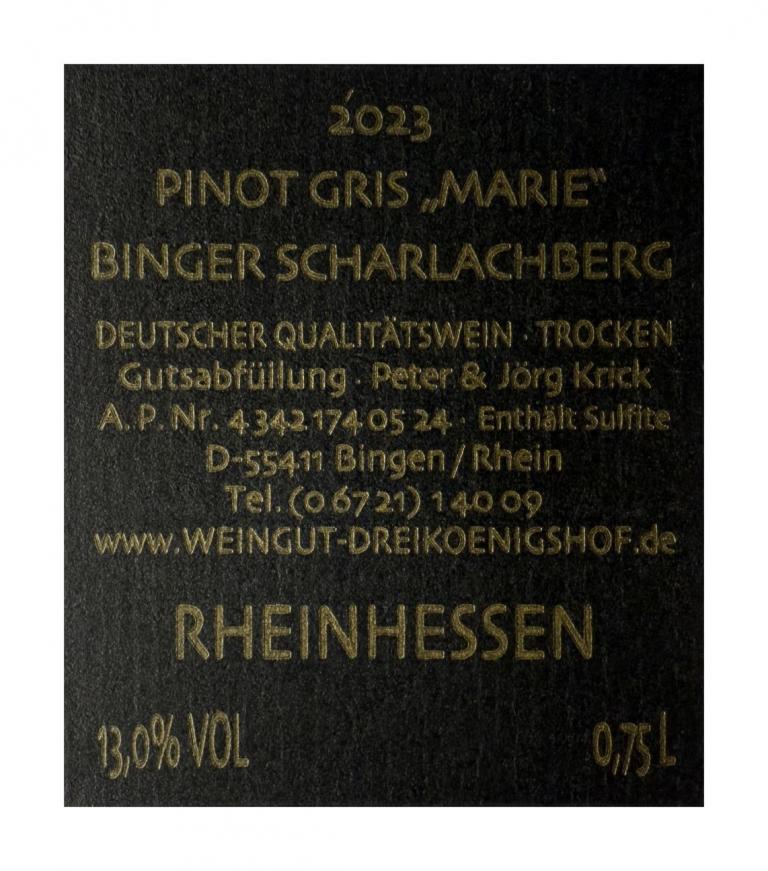 2023
PINOT GRIS „MARIE“
BINGER SCHARLACHBERG
DEUTSCHER QUALITÄTSWEIN · TROCKEN
Gutsabfüllung · Peter & Jörg Krick
A. P. Nr. 4 342 174 05 24 · Enthält Sulfite
D-55411 Bingen / Rhein
Tel. (0 67 21) 1 40 09
www.WEINGUT-DREIKOENIGSHOF.de
RHEINHESSEN
13,0% VOL 0,75 L